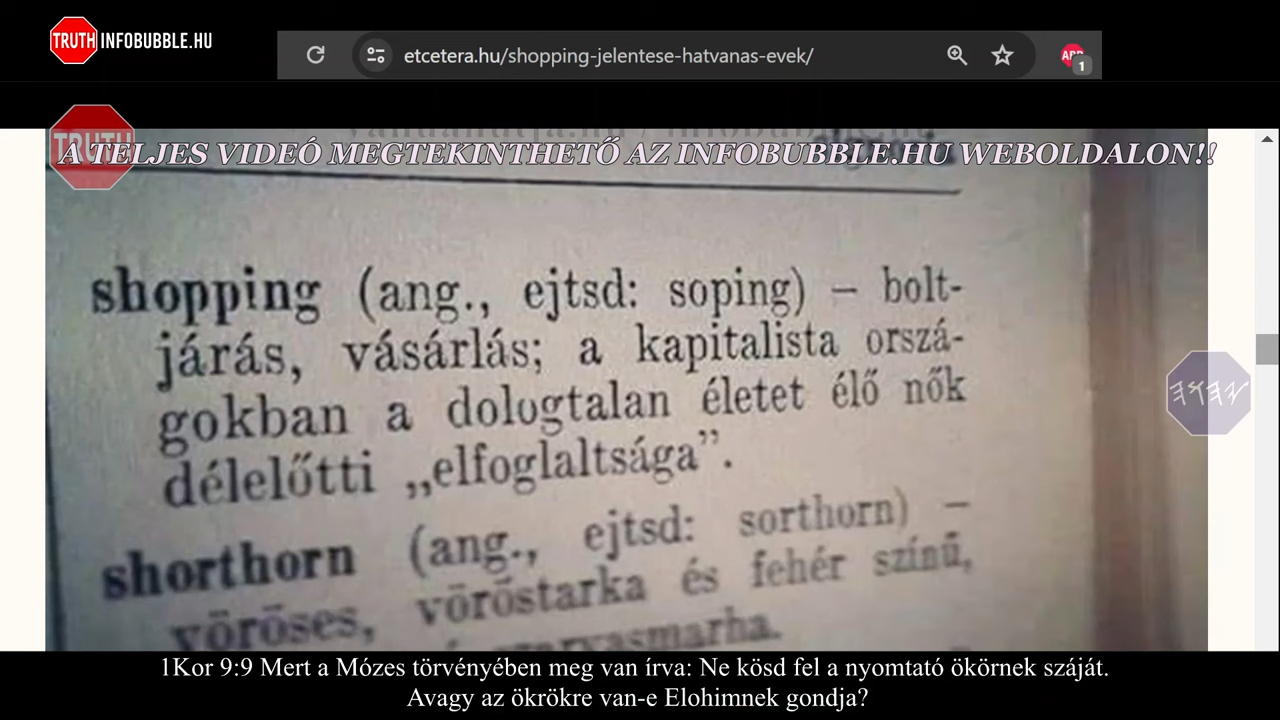 TRUTH INFOBUBBLE.HU
etcetera.hu/shopping-jelentese-hatvanas-evek/
1
TRUTH
A TELJES VIDEÓ MEGTEKINTHETŐ AZ INFOBUBBLE.HU WEBOLDALON!!
shopping (ang., ejtsd: soping) – bolt-
járás, vásárlás; a kapitalista orszá-
gokban a dologtalan életet élő nők
délelőtti „elfoglaltsága”.
shorthorn (ang., ejtsd: sorthorn) –
vöröses, vöröstarka és fehér színű,
szarvasmarha.
1Kor 9:9 Mert a Mózes törvényében meg van írva: Ne kösd fel a nyomtató ökörnek száját.
Avagy az ökrökre van-e Elohimnek gondja?